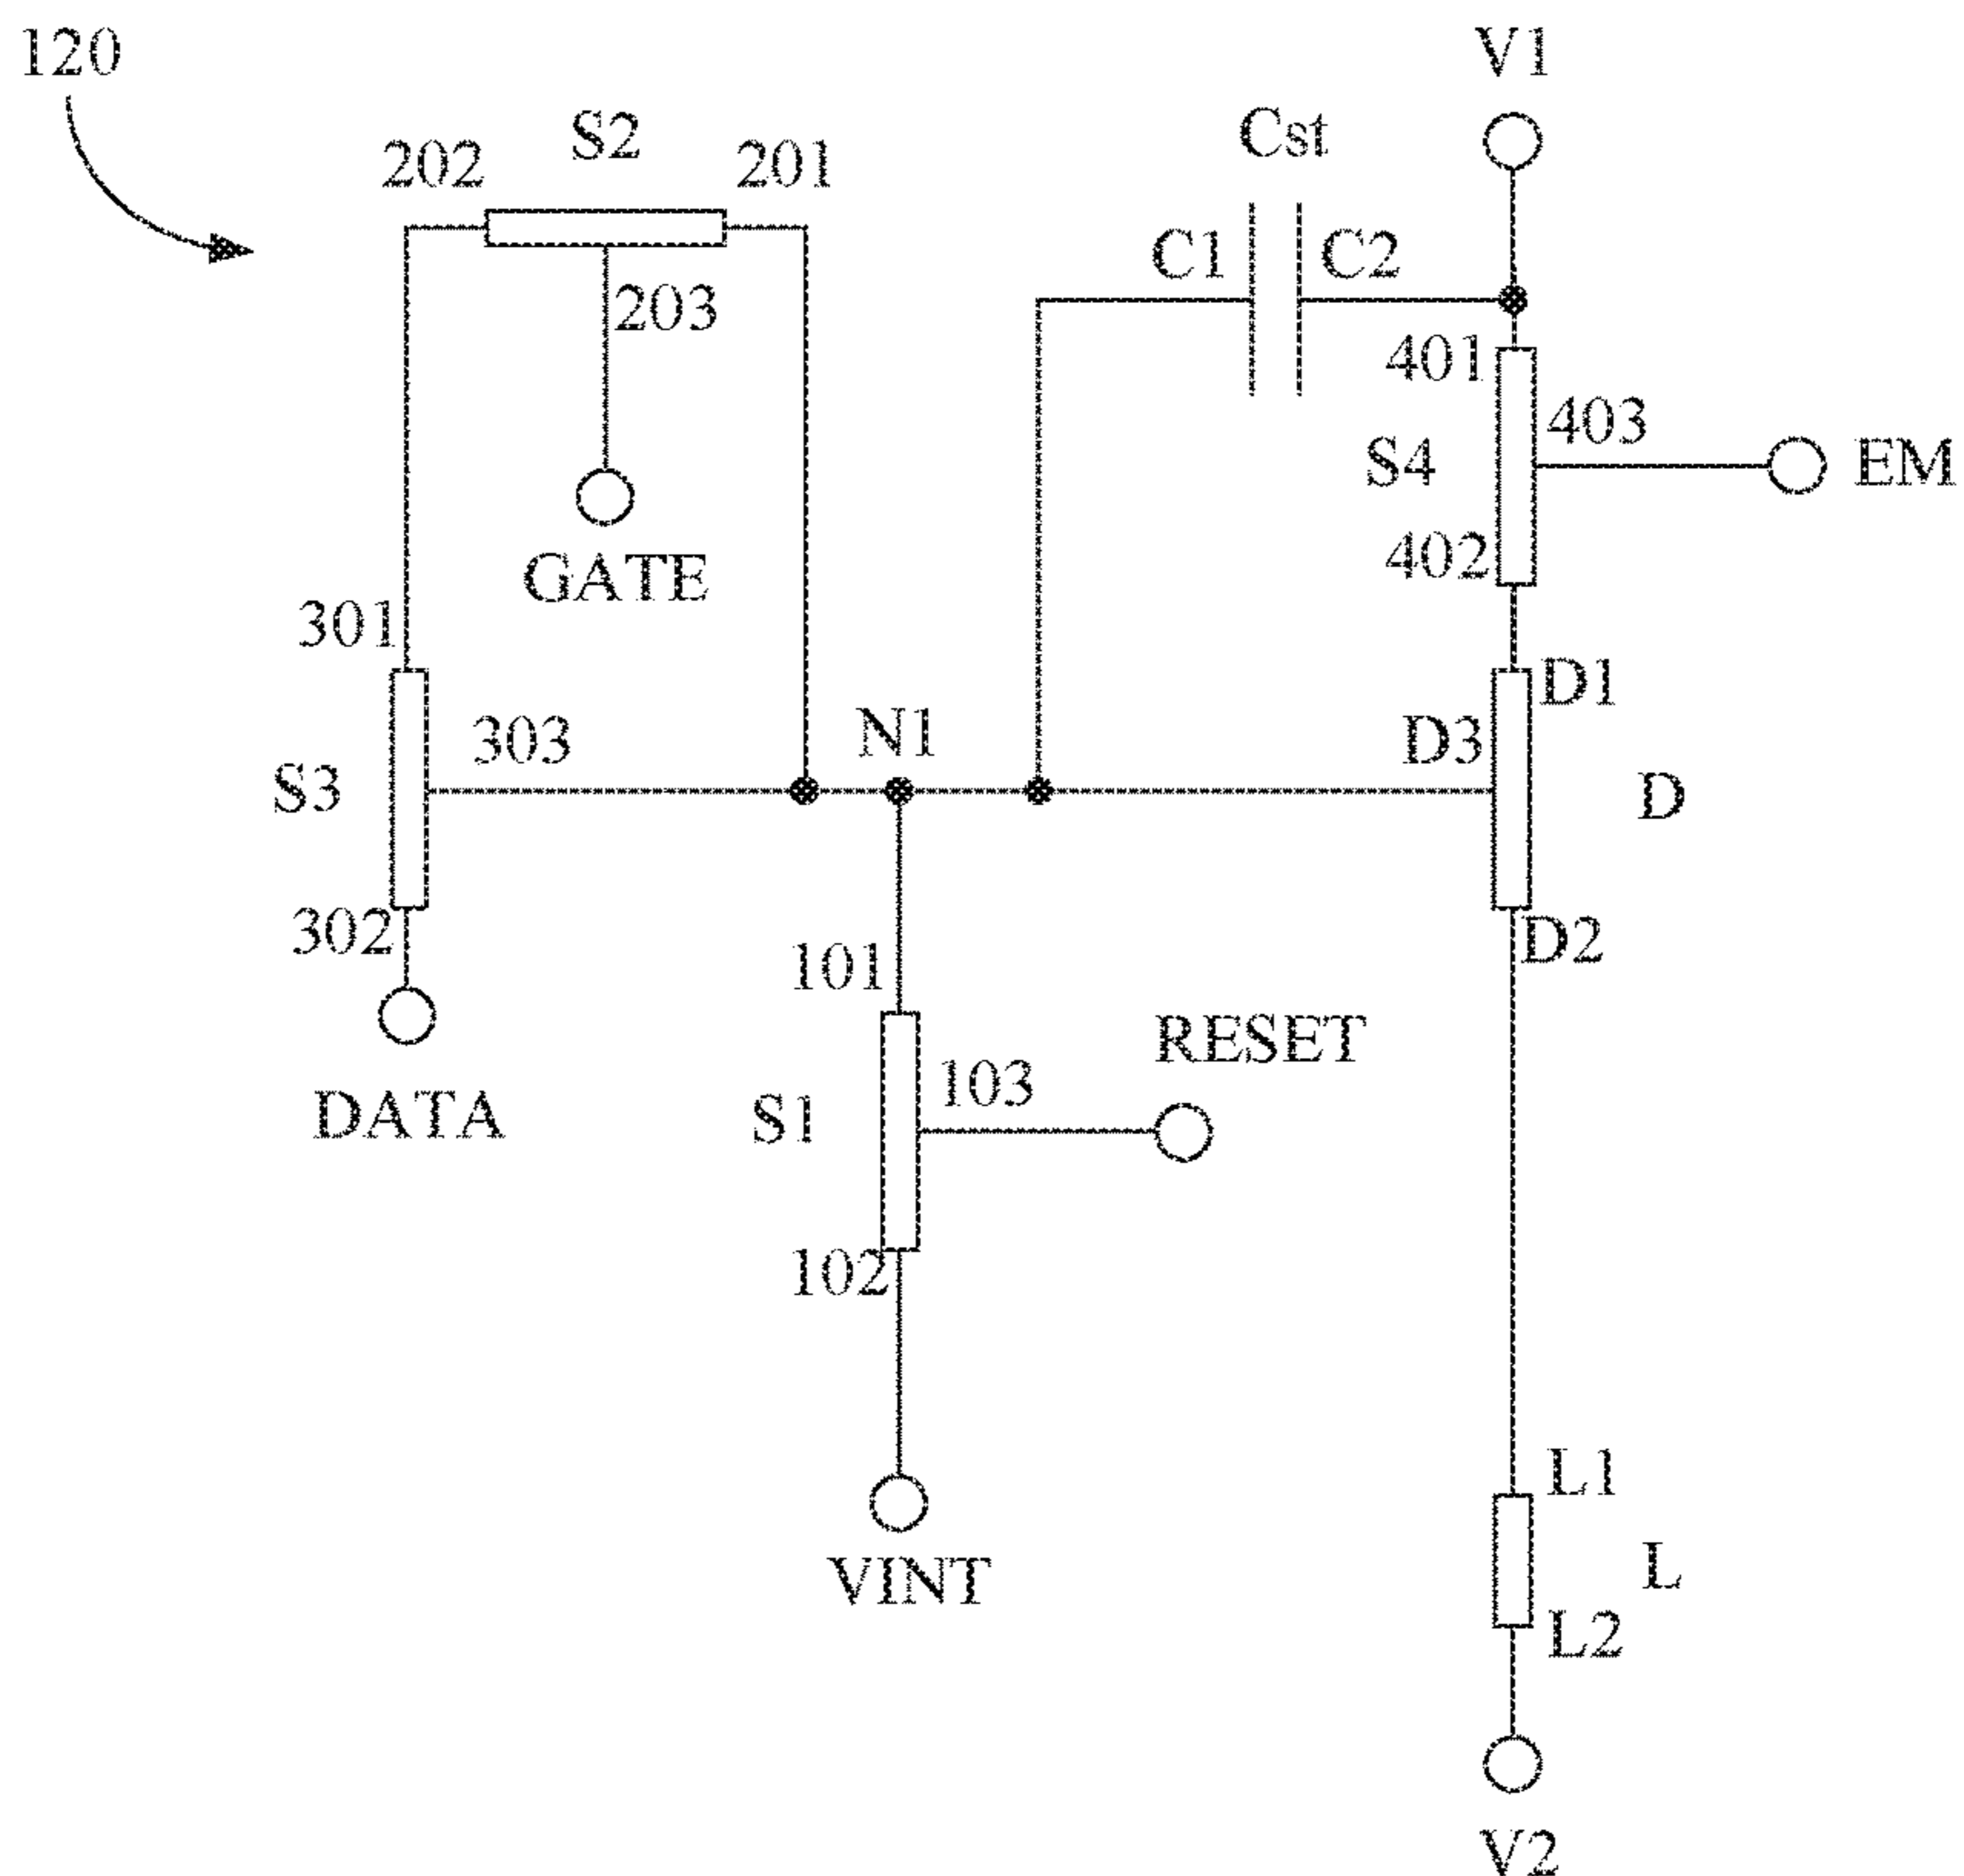 120
V1
S2
Cst
202
201
C1
C2
203
401
403
S4
EM
402
GATE
301
D1
303
N1
D3
S3
D
302
D2
101
RESET
103
DATA
S1
102
L1
VINT
L
L2
V2